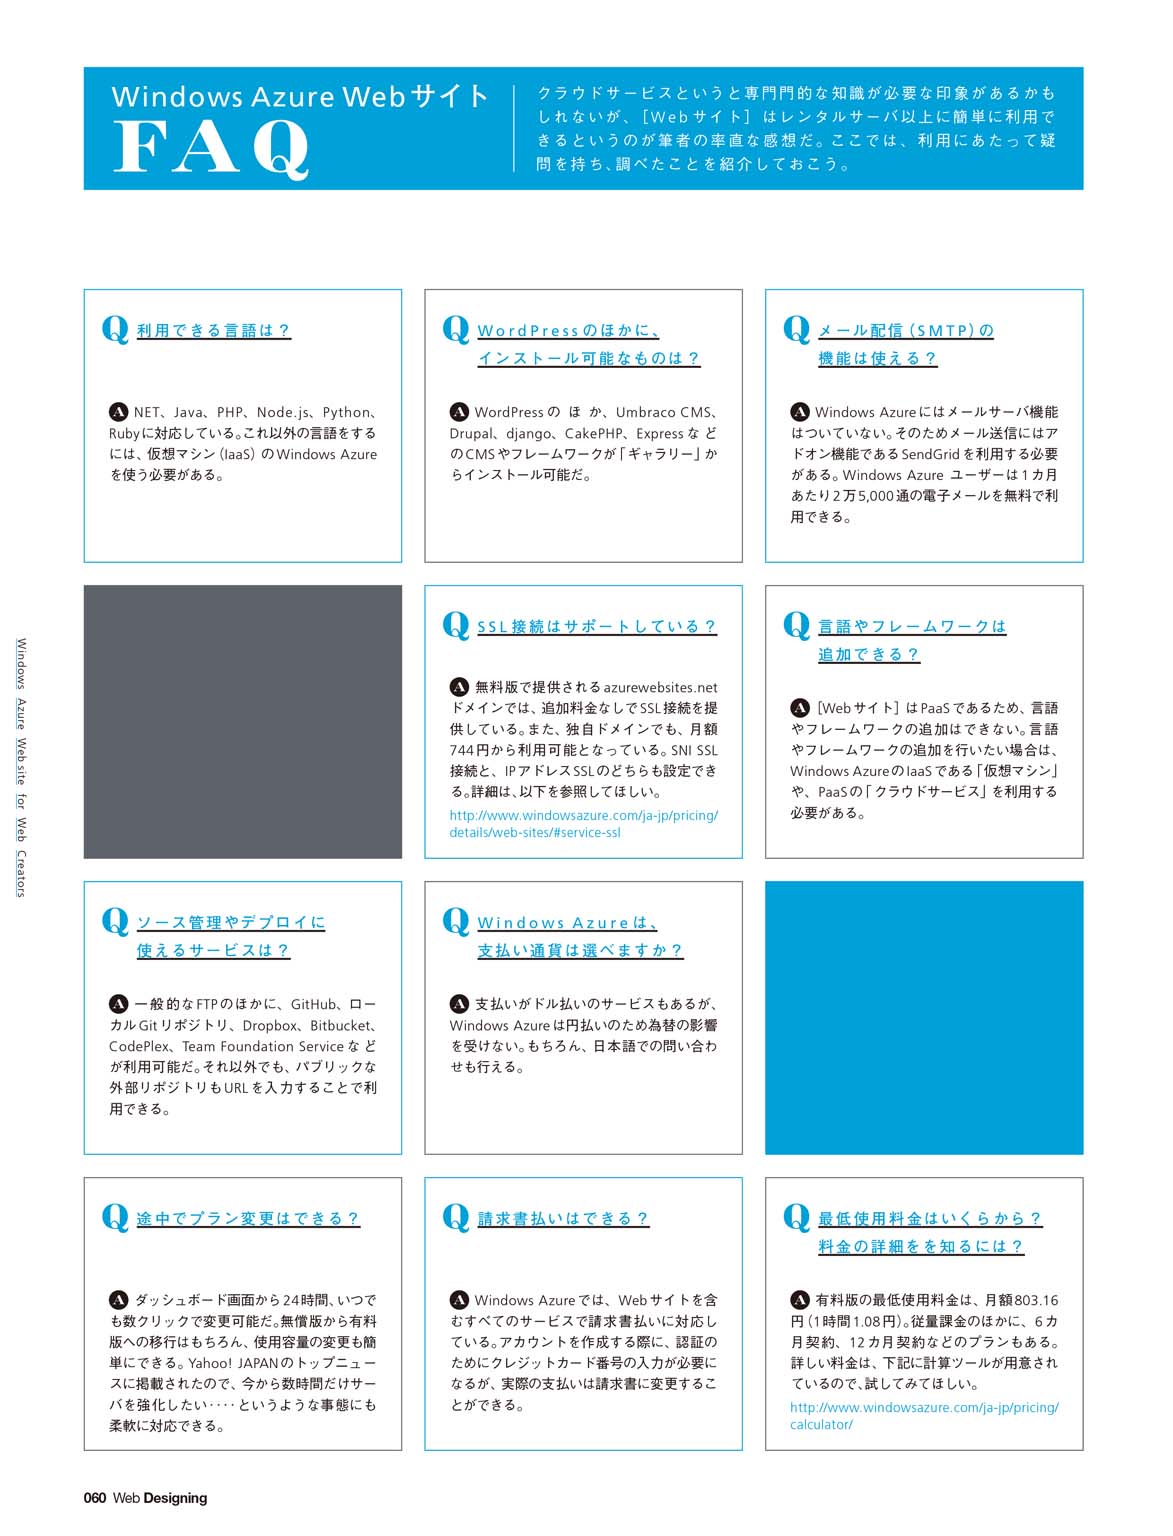 Windows Azure Webサイト
FAQ
クラウドサービスというと専門門的な知識が必要な印象があるかも
しれないが、［Webサイト］はレンタルサーバ以上に簡単に利用で
きるというのが筆者の率直な感想だ。ここでは、利用にあたって疑
問を持ち、調べたことを紹介しておこう。
Q 利用できる言語は？
A NET、Java、PHP、Node.js、Python、
Rubyに対応している。これ以外の言語をする
には、仮想マシン（IaaS）のWindows Azure
を使う必要がある。
Q WordPressのほかに、
インストール可能なものは？
A WordPressのほか、Umbraco CMS、
Drupal、django、CakePHP、Expressなど
のCMSやフレームワークが「ギャラリー」か
らインストール可能だ。
Q メール配信（SMTP）の
機能は使える？
A Windows Azureにはメールサーバ機能
はついていない。そのためメール送信にはア
ドオン機能であるSendGridを利用する必要
がある。Windows Azure ユーザーは1カ月
あたり2万5,000通の電子メールを無料で利
用できる。
Q SSL接続はサポートしている？
A 無料版で提供されるazurewebsites.net
ドメインでは、追加料金なしでSSL接続を提
供している。また、独自ドメインでも、月額
744円から利用可能となっている。SNI SSL
接続と、IPアドレスSSLのどちらも設定でき
る。詳細は、以下を参照してほしい。
http://www.windowsazure.com/ja-jp/pricing/
details/web-sites/#service-ssl
Q 言語やフレームワークは
追加できる？
A ［Webサイト］はPaaSであるため、言語
やフレームワークの追加はできない。言語
やフレームワークの追加を行いたい場合は、
Windows AzureのIaaSである「仮想マシン」
や、PaaSの「クラウドサービス」を利用する
必要がある。
Windows Azure Web site for Web Creators
Q ソース管理やデプロイに
使えるサービスは？
A 一般的なFTPのほかに、GitHub、ロー
カルGitリポジトリ、Dropbox、Bitbucket、
CodePlex、Team Foundation Serviceなど
が利用可能だ。それ以外でも、パブリックな
外部リポジトリもURLを入力することで利
用できる。
Q Windows Azureは、
支払い通貨は選べますか？
A 支払いがドル払いのサービスもあるが、
Windows Azureは円払いのため為替の影響
を受けない。もちろん、日本語での問い合わ
せも行える。
Q 途中でプラン変更はできる？
A ダッシュボード画面から24時間、いつで
も数クリックで変更可能だ。無償版から有料
版への移行はもちろん、使用容量の変更も簡
単にできる。Yahoo! JAPANのトップニュー
スに掲載されたので、今から数時間だけサー
バを強化したい‥‥というような事態にも
柔軟に対応できる。
Q 請求書払いはできる？
A Windows Azureでは、Webサイトを含
むすべてのサービスで請求書払いに対応し
ている。アカウントを作成する際に、認証の
ためにクレジットカード番号の入力が必要に
なるが、実際の支払いは請求書に変更するこ
とができる。
Q 最低使用料金はいくらから？
料金の詳細をを知るには？
A 有料版の最低使用料金は、月額803.16
円（1時間1.08円）。従量課金のほかに、6カ
月契約、12カ月契約などのプランもある。
詳しい料金は、下記に計算ツールが用意され
ているので、試してみてほしい。
http://www.windowsazure.com/ja-jp/pricing/
calculator/
060 Web Designing